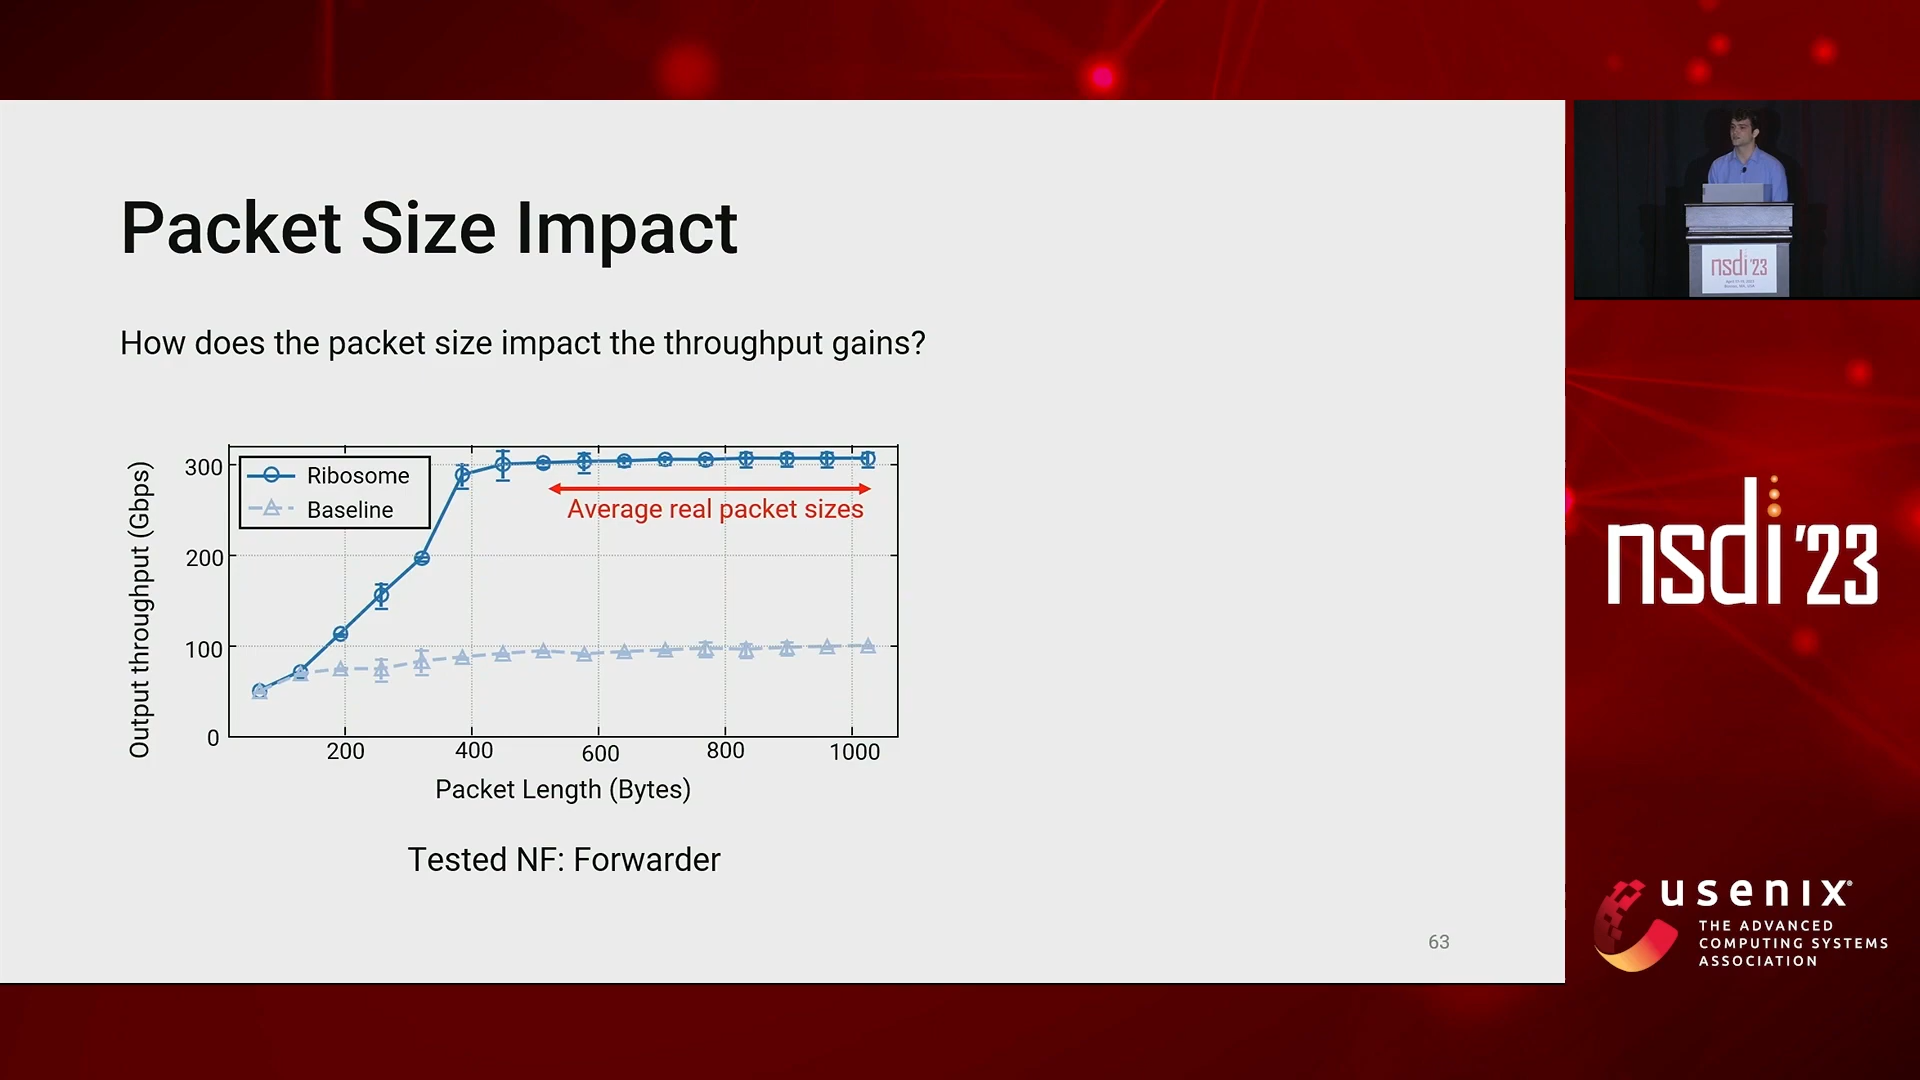 Packet Size Impact
How does the packet size impact the throughput gains?
Output throughput (Gbps)
300
200
100
0
Ribosome
Baseline
Average real packet sizes
200
400
600
800
1000
Packet Length (Bytes)
Tested NF: Forwarder
63
nsdi '23
nsdi '23
usenix®
THE ADVANCED
COMPUTING SYSTEMS
ASSOCIATION